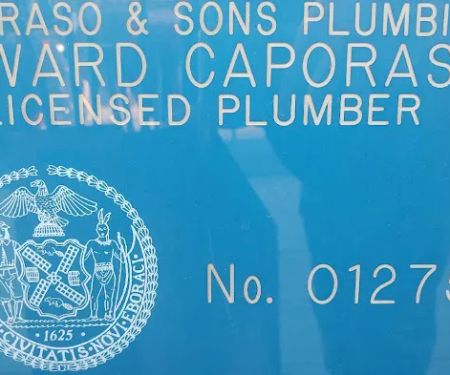 RASO & SONS PLUMBI
WARD CAPORAS
LICENSED PLUMBER
No. 0127
CIVITATIS NOVI EBORACI
1625